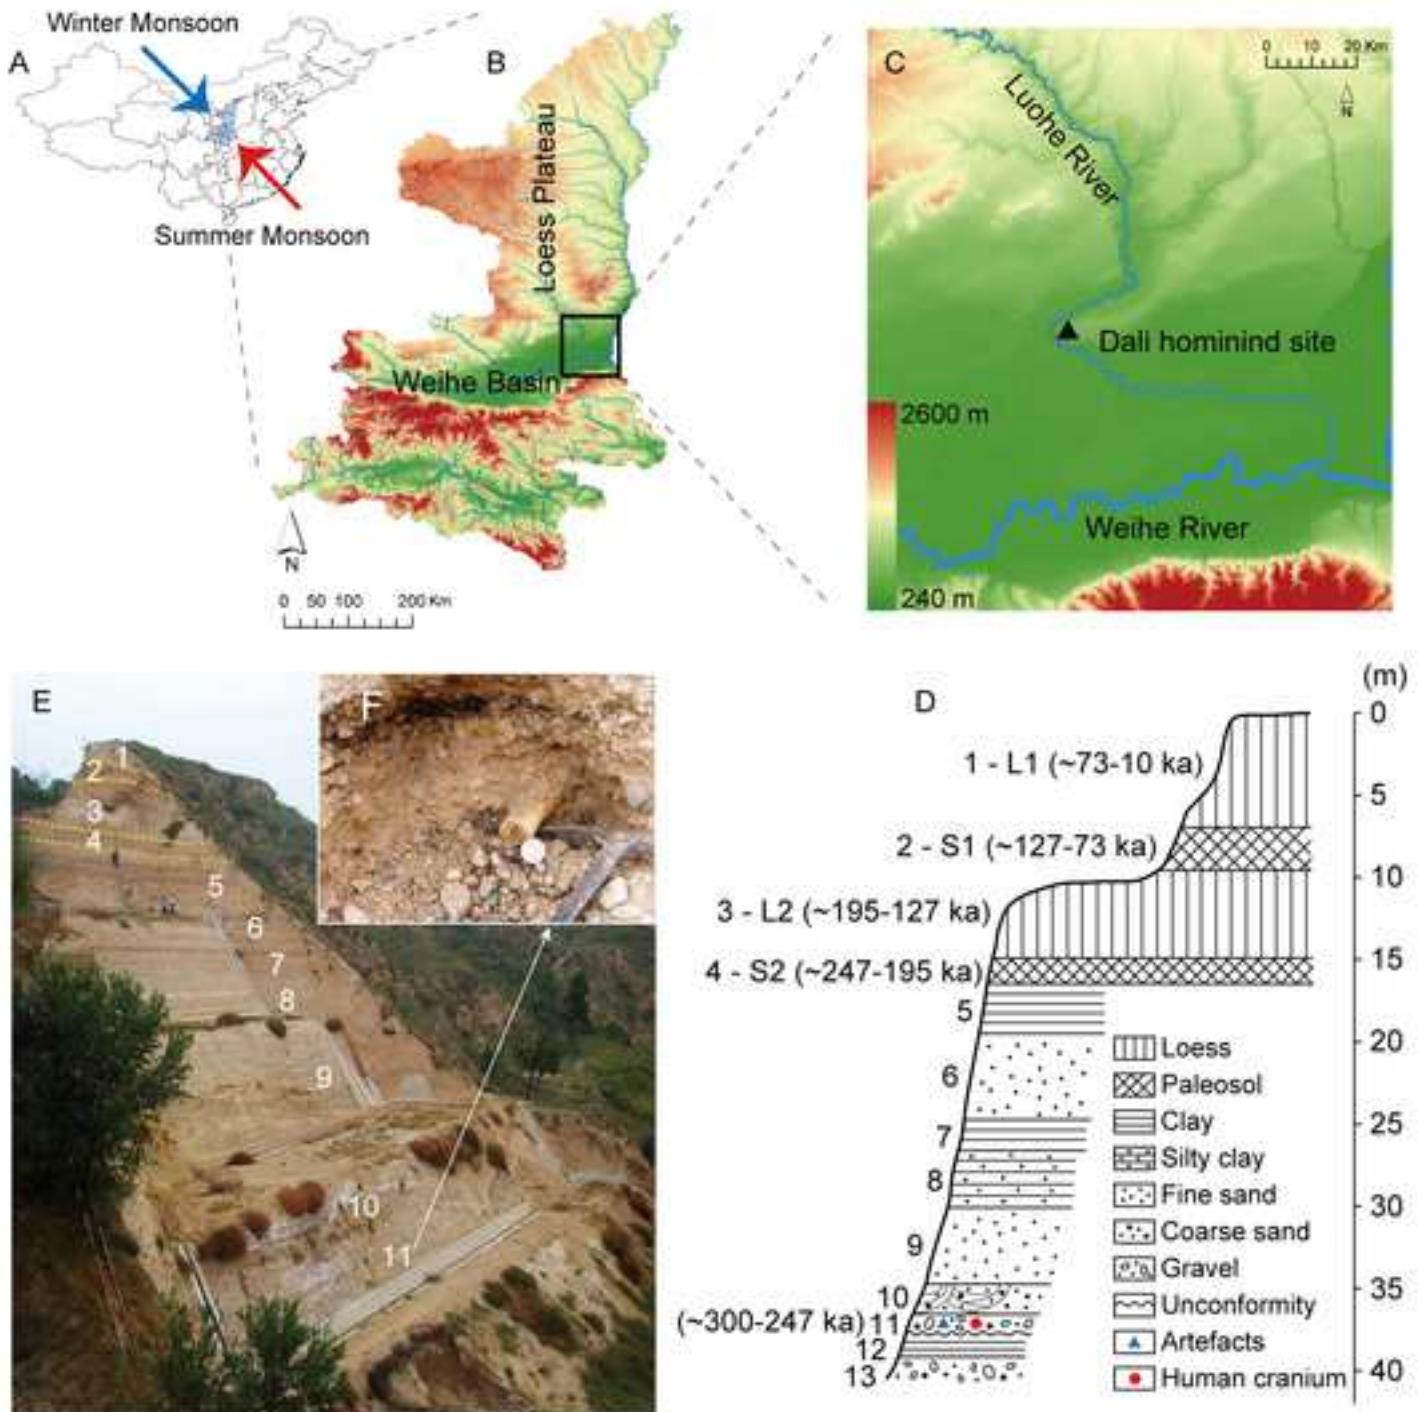 Winter Monsoon
A
Summer Monsoon
B
Loess Plateau
Weihe Basin
N
0 50 100 200 Km
C
0 10 20 Km
N
Luohe River
Dali hominind site
2600 m
Weihe River
240 m
E
1
2
3
4
5
6
7
8
9
10
11
F
D
(m)
0
1 - L1 (~73-10 ka)
5
2 - S1 (~127-73 ka)
10
3 - L2 (~195-127 ka)
4 - S2 (~247-195 ka)
15
5
20
6
7
25
8
30
9
35
10
(~300-247 ka) 11
12
13
40
Loess
Paleosol
Clay
Silty clay
Fine sand
Coarse sand
Gravel
Unconformity
Artefacts
Human cranium